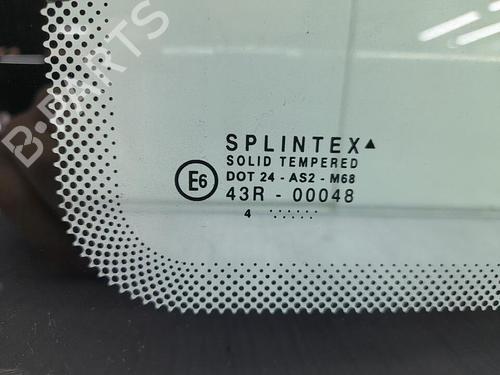 B-PARTS
SPLINTEX▲
SOLID TEMPERED
DOT 24 - AS2 - M68
E6
43R - 00048
4 ......